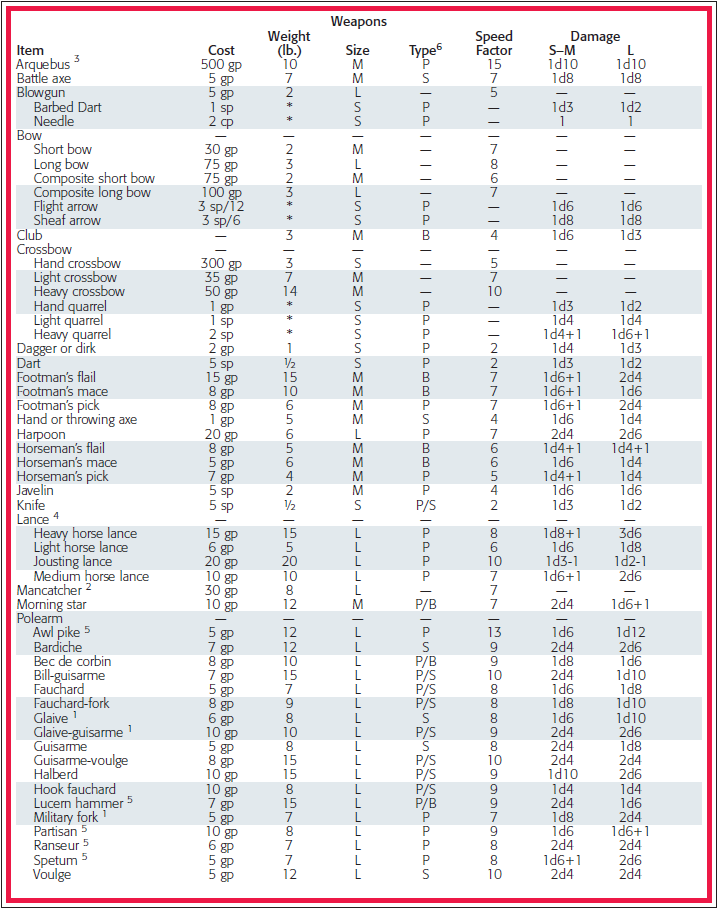 Weapons
Weight Speed Damage
Item Cost (lb.) Size Type6 Factor S–M L
Arquebus 3 500 gp 10 M P 15 1d10 1d10
Battle axe 5 gp 7 M S 7 1d8 1d8
Blowgun 5 gp 2 L — 5 — —
Barbed Dart 1 sp * S P — 1d3 1d2
Needle 2 cp * S P — 1 1
Bow — — — — — — —
Short bow 30 gp 2 M — 7 — —
Long bow 75 gp 3 L — 8 — —
Composite short bow 75 gp 2 M — 6 — —
Composite long bow 100 gp 3 L — 7 — —
Flight arrow 3 sp/12 * S P — 1d6 1d6
Sheaf arrow 3 sp/6 * S P — 1d8 1d8
Club — 3 M B 4 1d6 1d3
Crossbow — — — — — — —
Hand crossbow 300 gp 3 S — 5 — —
Light crossbow 35 gp 7 M — 7 — —
Heavy crossbow 50 gp 14 M — 10 — —
Hand quarrel 1 gp * S P — 1d3 1d2
Light quarrel 1 sp * S P — 1d4 1d4
Heavy quarrel 2 sp * S P — 1d4+1 1d6+1
Dagger or dirk 2 gp 1 S P 2 1d4 1d3
Dart 5 sp ½ S P 2 1d3 1d2
Footman's flail 15 gp 15 M B 7 1d6+1 2d4
Footman's mace 8 gp 10 M B 7 1d6+1 1d6
Footman's pick 8 gp 6 M P 7 1d6+1 2d4
Hand or throwing axe 1 gp 5 M S 4 1d6 1d4
Harpoon 20 gp 6 L P 7 2d4 2d6
Horseman's flail 8 gp 5 M B 6 1d4+1 1d4+1
Horseman's mace 5 gp 6 M B 6 1d6 1d4
Horseman's pick 7 gp 4 M P 5 1d4+1 1d4
Javelin 5 sp 2 M P 4 1d6 1d6
Knife 5 sp ½ S P/S 2 1d3 1d2
Lance 4 — — — — — — —
Heavy horse lance 15 gp 15 L P 8 1d8+1 3d6
Light horse lance 6 gp 5 L P 6 1d6 1d8
Jousting lance 20 gp 20 L P 10 1d3-1 1d2-1
Medium horse lance 10 gp 10 L P 7 1d6+1 2d6
Mancatcher 2 30 gp 8 L — 7 — —
Morning star 10 gp 12 M P/B 7 2d4 1d6+1
Polearm — — — — — — —
Awl pike 5 5 gp 12 L P 13 1d6 1d12
Bardiche 7 gp 12 L S 9 2d4 2d6
Bec de corbin 8 gp 10 L P/B 9 1d8 1d6
Bill-guisarme 7 gp 15 L P/S 10 2d4 1d10
Fauchard 5 gp 7 L P/S 8 1d6 1d8
Fauchard-fork 8 gp 9 L P/S 8 1d8 1d10
Glaive 1 6 gp 8 L S 8 1d6 1d10
Glaive-guisarme 1 10 gp 10 L P/S 9 2d4 2d6
Guisarme 5 gp 8 L S 8 2d4 1d8
Guisarme-voulge 8 gp 15 L P/S 10 2d4 2d4
Halberd 10 gp 15 L P/S 9 1d10 2d6
Hook fauchard 10 gp 8 L P/S 9 1d4 1d4
Lucern hammer 5 7 gp 15 L P/B 9 2d4 1d6
Military fork 1 5 gp 7 L P 7 1d8 2d4
Partisan 5 10 gp 8 L P 9 1d6 1d6+1
Ranseur 5 6 gp 7 L P 8 2d4 2d4
Spetum 5 5 gp 7 L P 8 1d6+1 2d6
Voulge 5 gp 12 L S 10 2d4 2d4